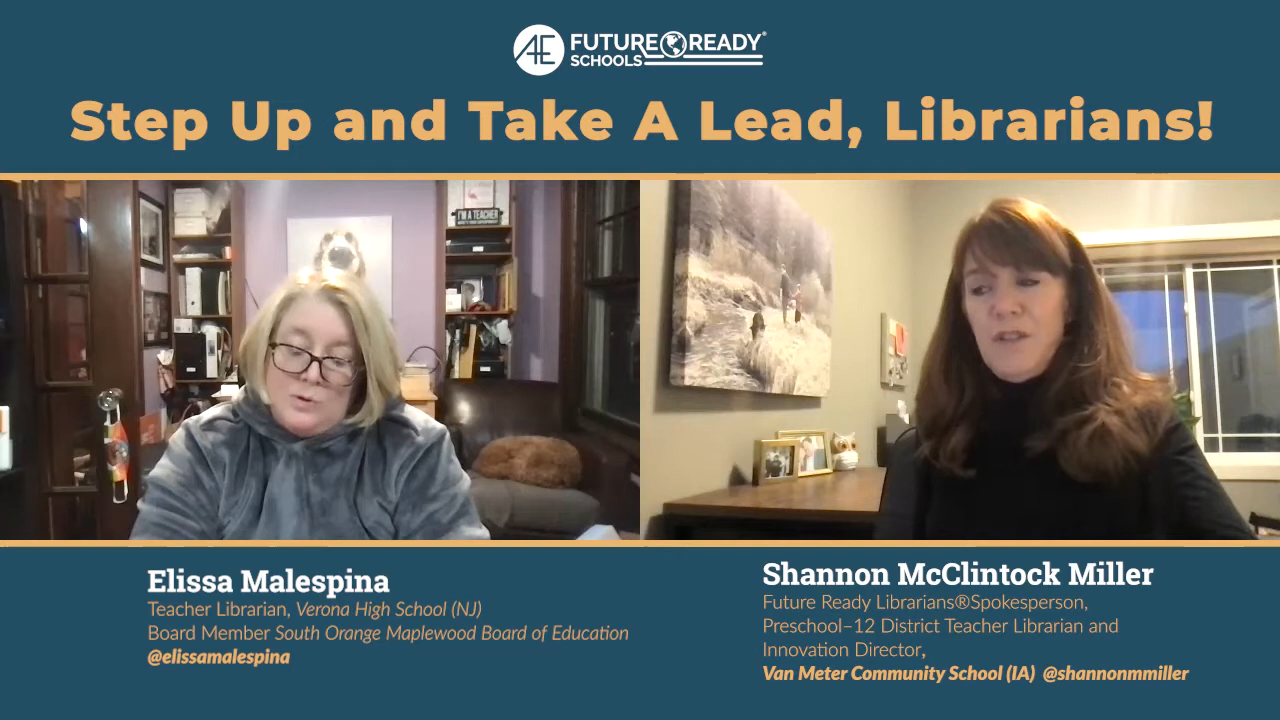 AE FUTURE READY®
SCHOOLS
Step Up and Take A Lead, Librarians!
I'M A TEACHER
Elissa Malespina
Teacher Librarian, Verona High School (NJ)
Board Member South Orange Maplewood Board of Education
@elissamalespina
Shannon McClintock Miller
Future Ready Librarians®Spokesperson,
Preschool–12 District Teacher Librarian and
Innovation Director,
Van Meter Community School (IA) @shannonmmiller